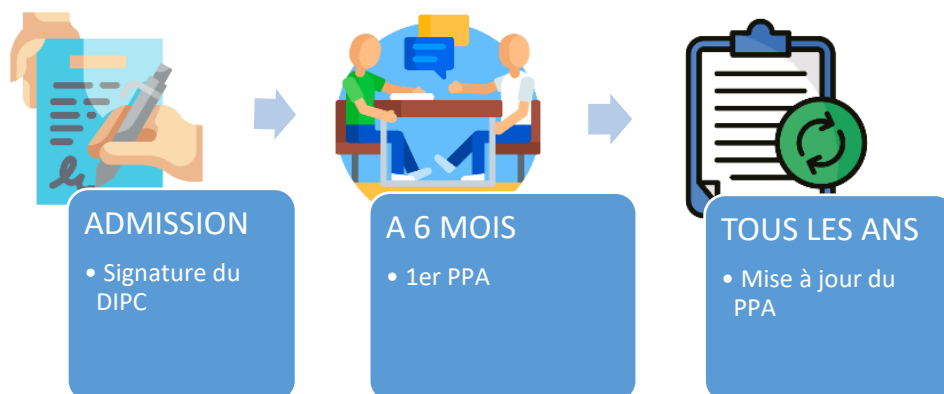 ADMISSION
• Signature du
DIPC
A 6 MOIS
• 1er PPA
TOUS LES ANS
• Mise à jour du
PPA